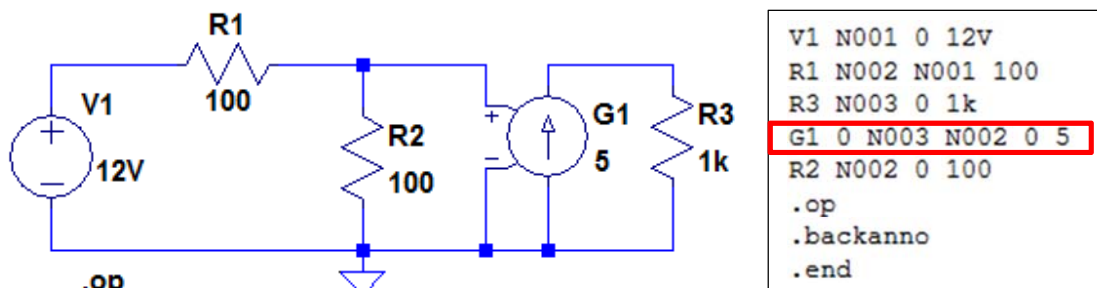 R1
100
V1
12V
R2
100
G1
5
R3
1k
.op
V1 N001 0 12V
R1 N002 N001 100
R3 N003 0 1k
G1 0 N003 N002 0 5
R2 N002 0 100
.op
.backanno
.end